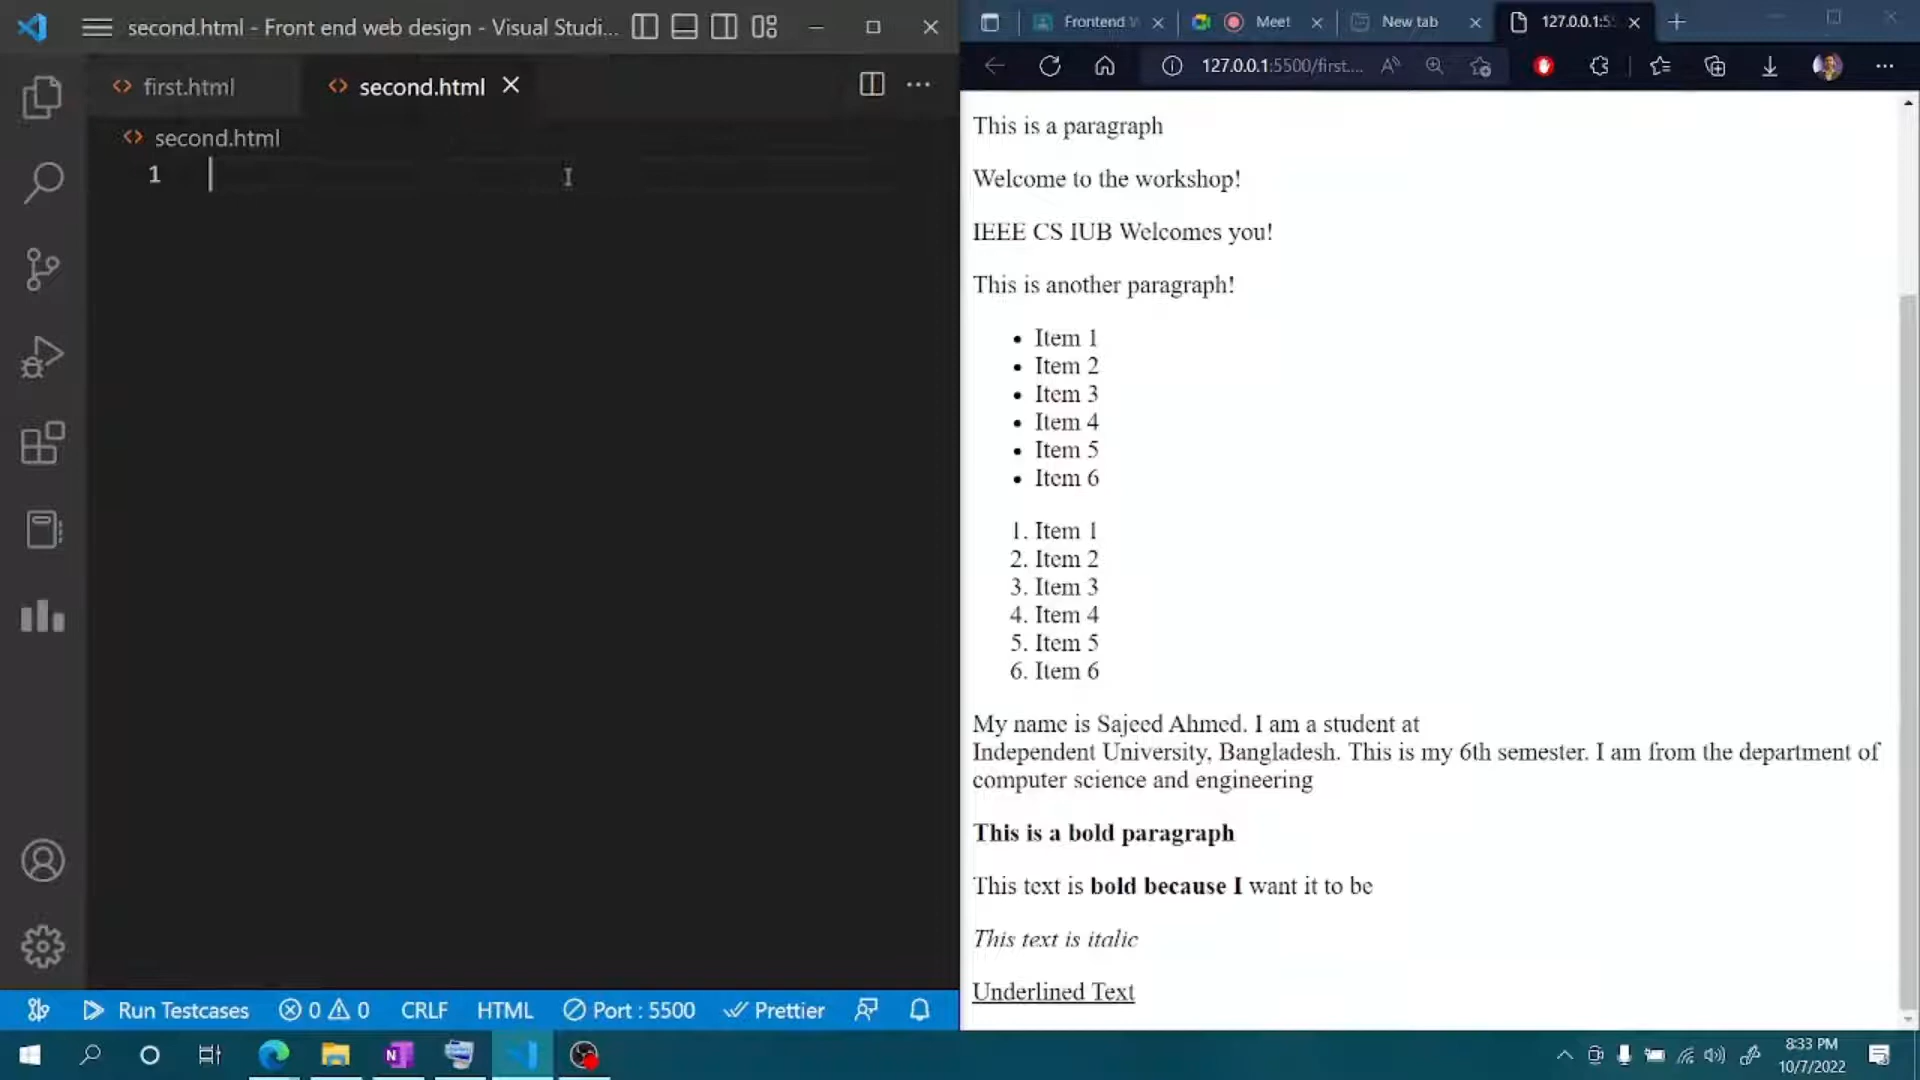 second.html - Front end web design - Visual Studi...
first.html
second.html
second.html
1
Run Testcases
0
0
CRLF
HTML
Port : 5500
Prettier
Meet
New tab
127.0.0.1:5500/first....
This is a paragraph
Welcome to the workshop!
IEEE CS IUB Welcomes you!
This is another paragraph!
• Item 1
• Item 2
• Item 3
• Item 4
• Item 5
• Item 6
1. Item 1
2. Item 2
3. Item 3
4. Item 4
5. Item 5
6. Item 6
My name is Sajeed Ahmed. I am a student at
Independent University, Bangladesh. This is my 6th semester. I am from the department of
computer science and engineering
This is a bold paragraph
This text is bold because I want it to be
This text is italic
Underlined Text
8:33 PM
10/7/2022